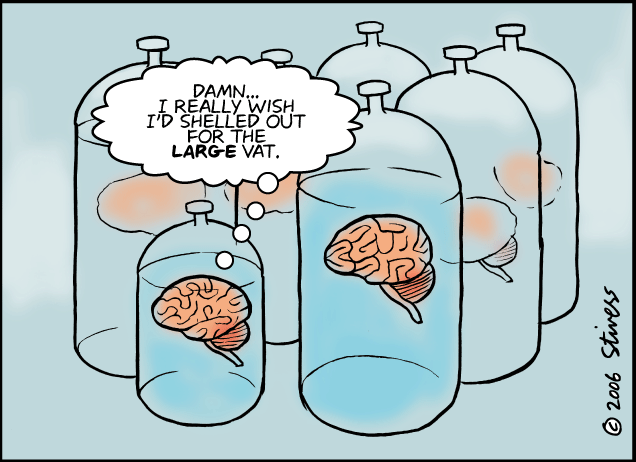 DAMN...
I REALLY WISH
I'D SHELLED OUT
FOR THE
LARGE VAT.
© 2006 Stivers